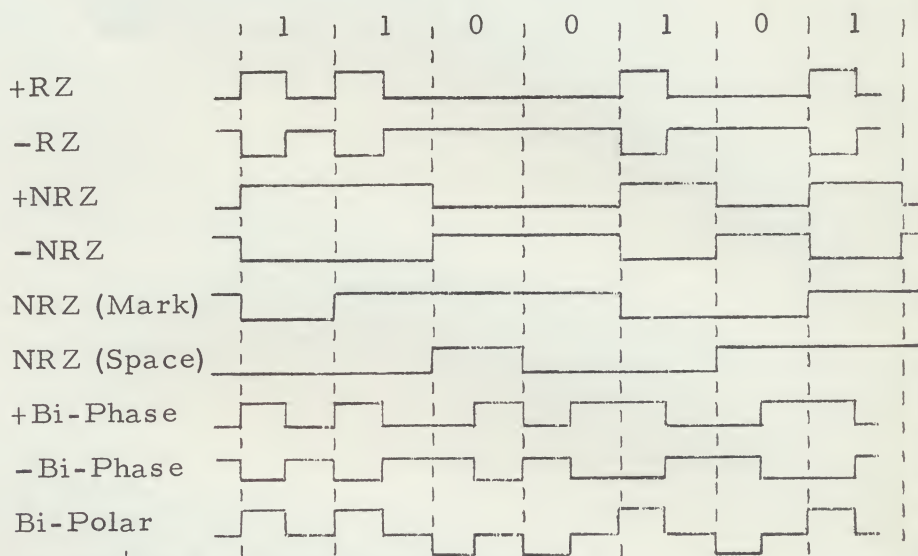 1 1 0 0 1 0 1
+RZ
-RZ
+NRZ
-NRZ
NRZ (Mark)
NRZ (Space)
+Bi-Phase
-Bi-Phase
Bi-Polar